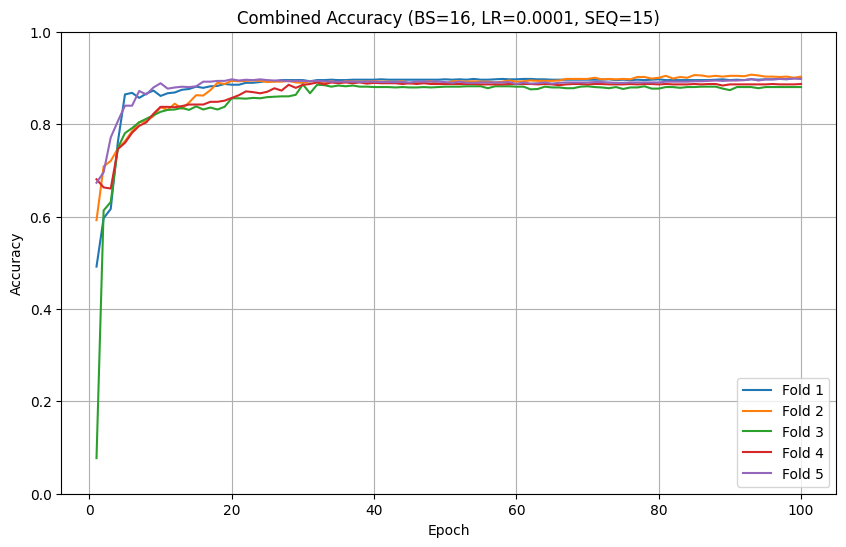 Combined Accuracy (BS=16, LR=0.0001, SEQ=15)
1.0
0.8
0.6
0.4
0.2
0.0
Accuracy
0 20 40 60 80 100
Epoch
Fold 1
Fold 2
Fold 3
Fold 4
Fold 5